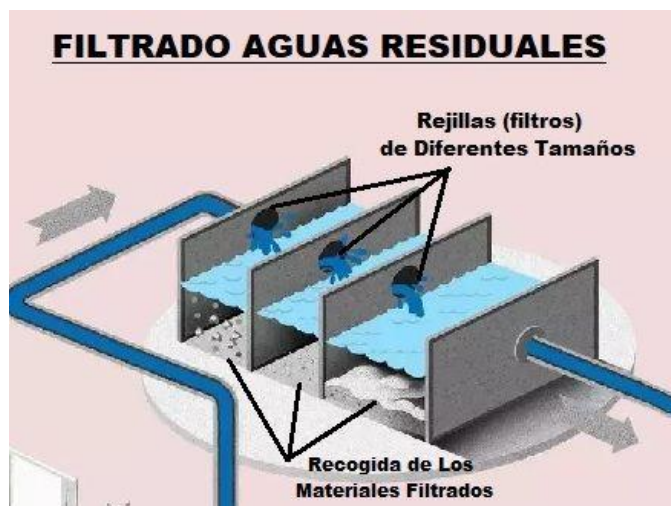 FILTRADO AGUAS RESIDUALES
Rejillas (filtros)
de Diferentes Tamaños
Recogida de Los
Materiales Filtrados